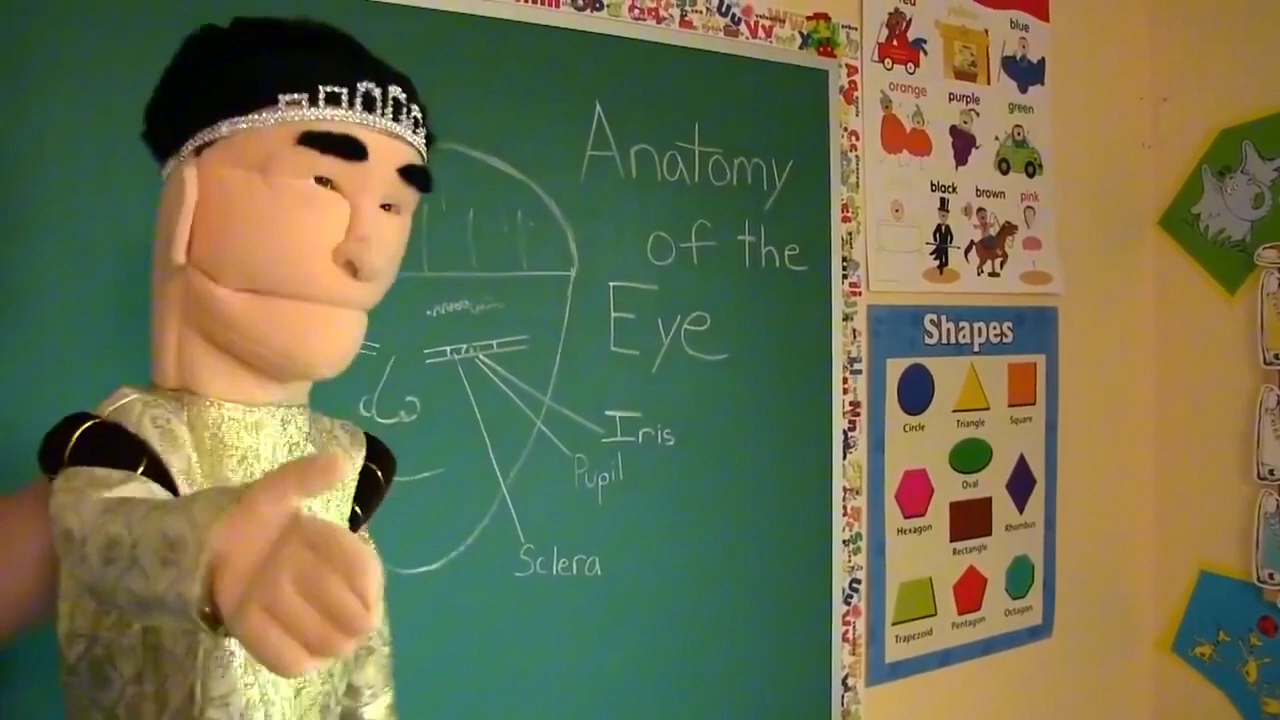 Anatomy
of the
Eye
Iris
Pupil
Sclera
red
blue
orange
purple
green
black
brown
pink
Shapes
Circle
Triangle
Square
Oval
Hexagon
Rhombus
Rectangle
Trapezoid
Pentagon
Octagon